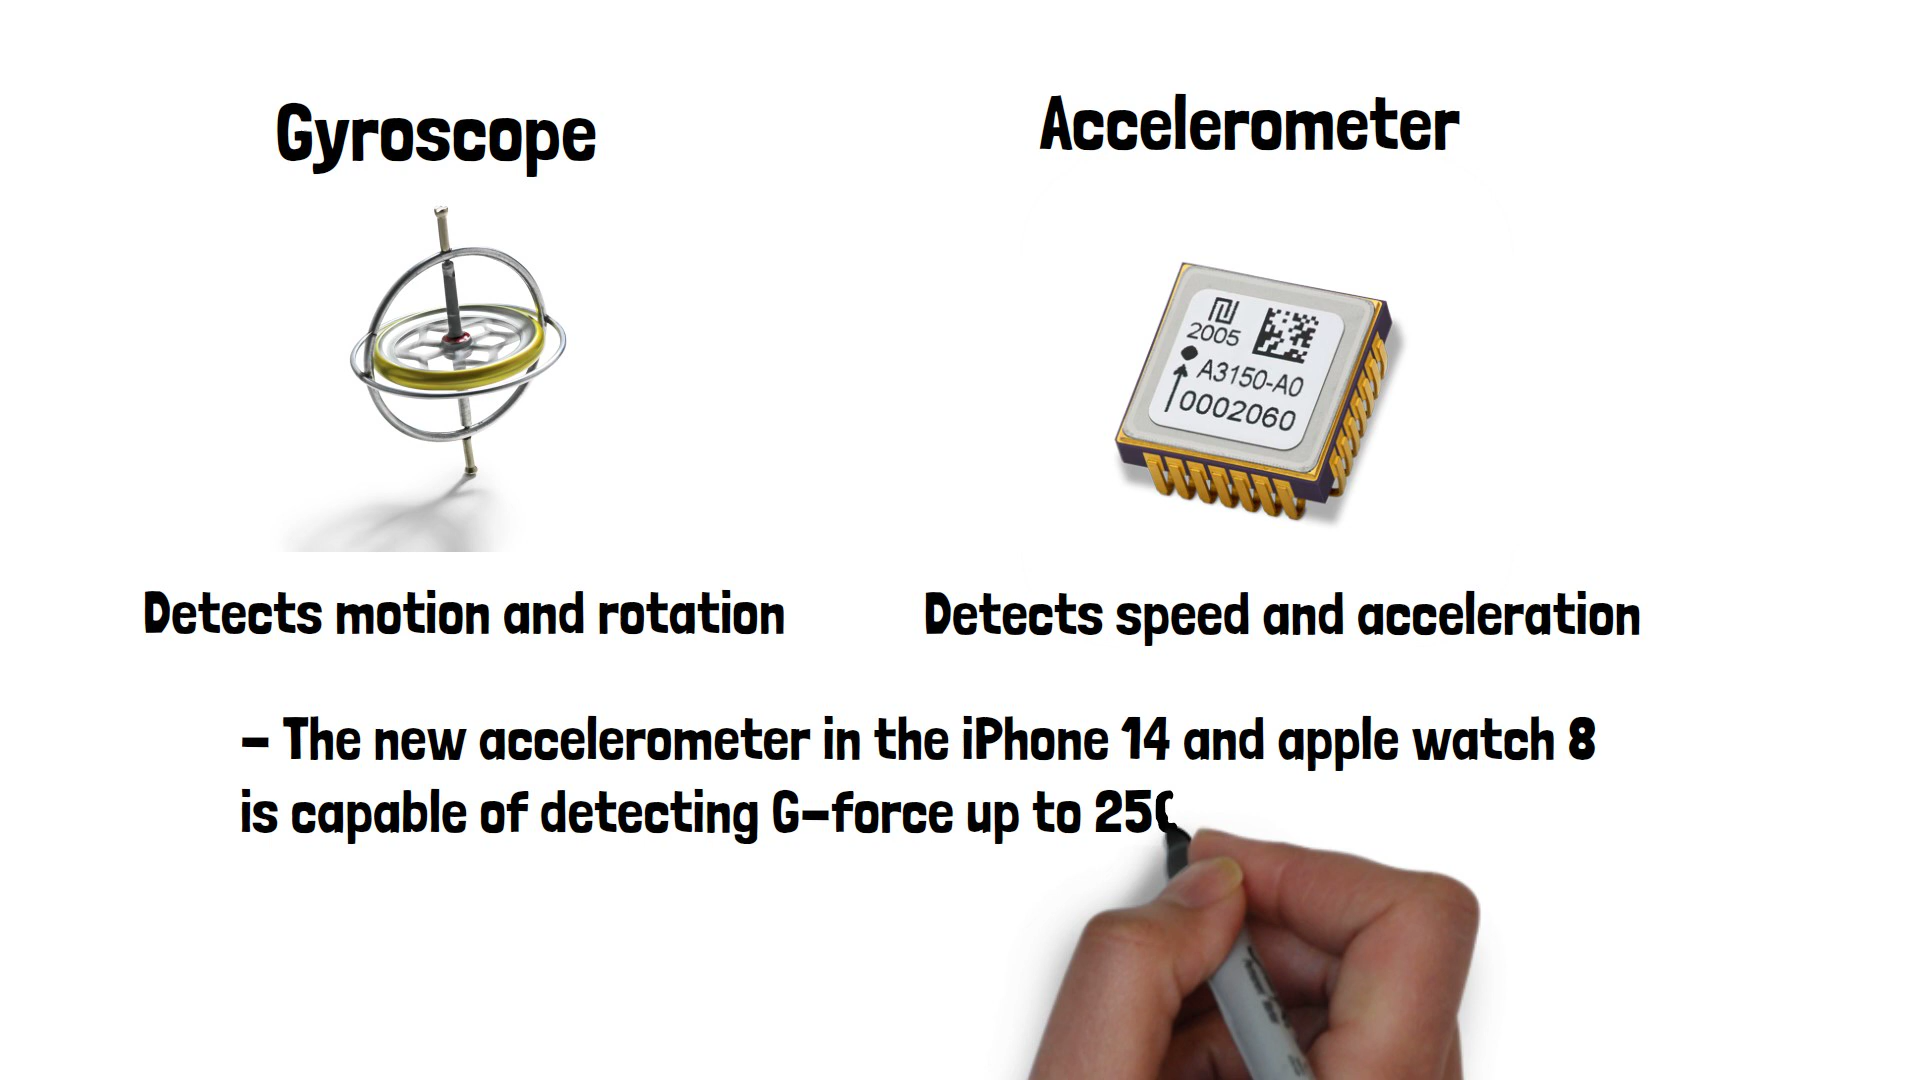 Gyroscope
Accelerometer
2005
A3150-A0
0002060
Detects motion and rotation
Detects speed and acceleration
- The new accelerometer in the iPhone 14 and apple watch 8
is capable of detecting G-force up to 25